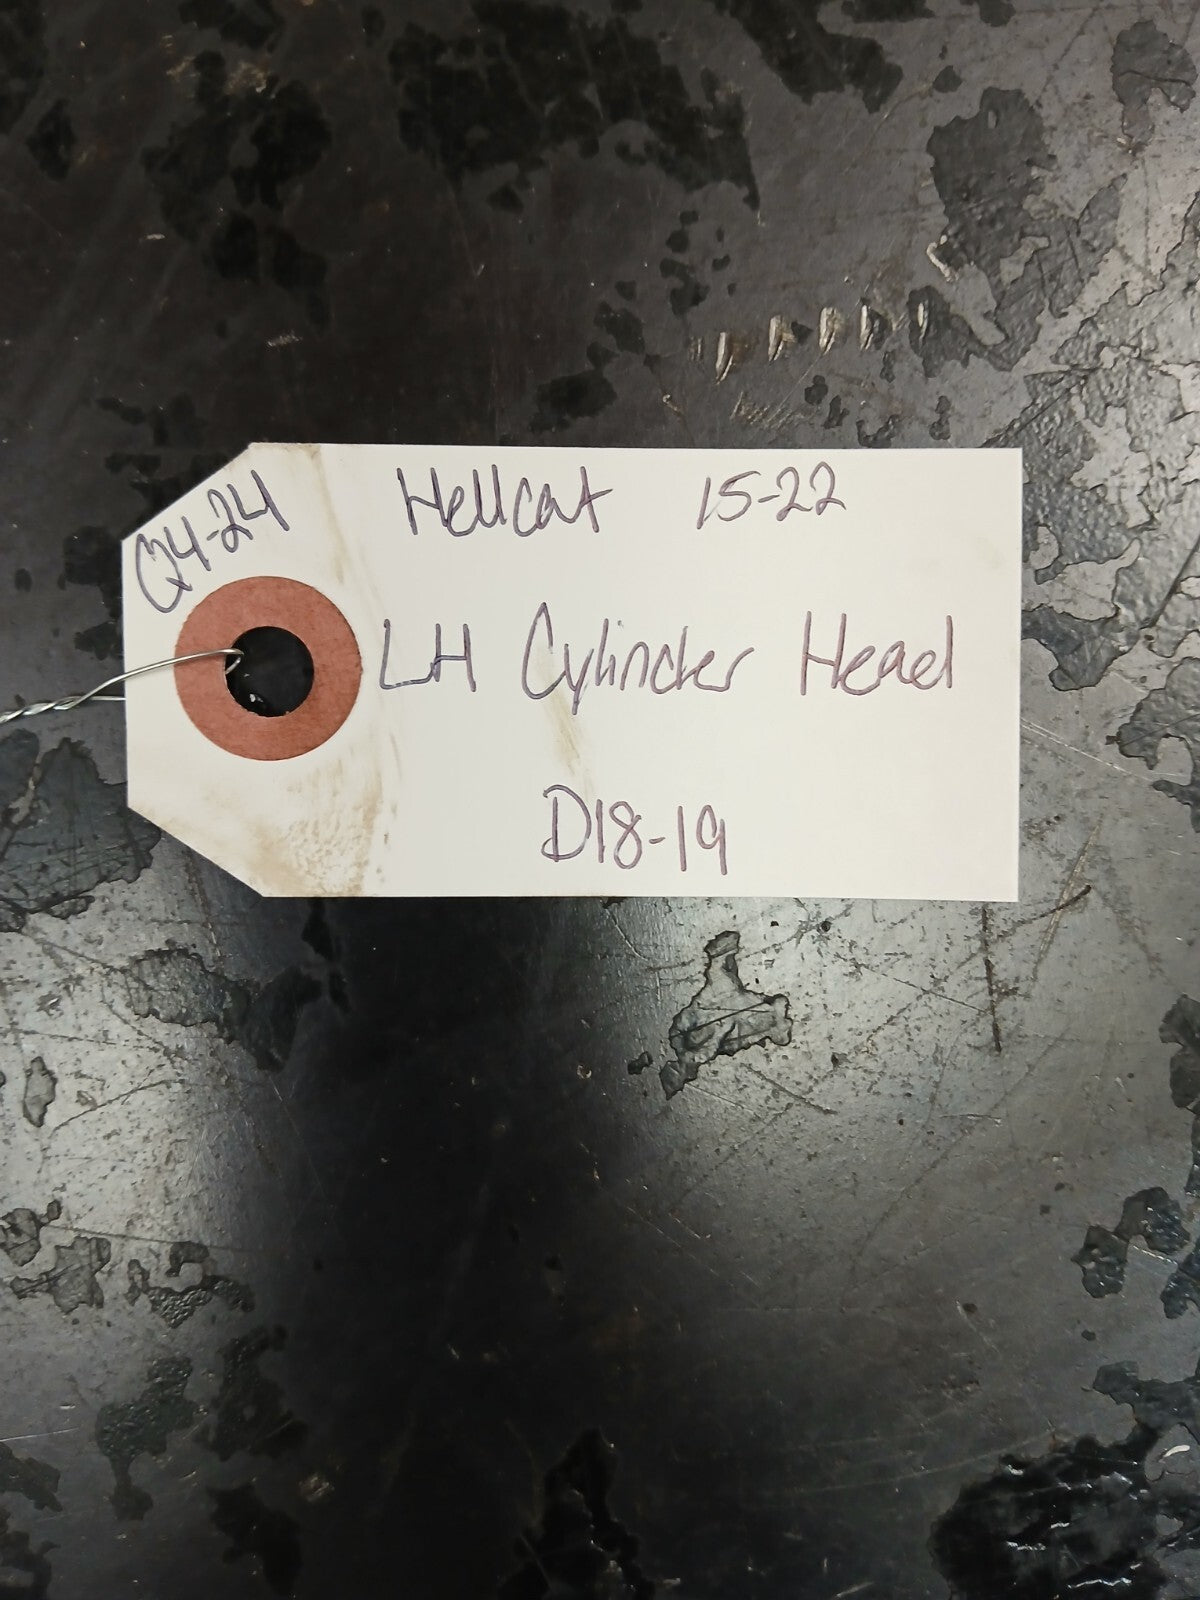 Q4-24
Hellcat 15-22
LH Cylinder Head
D18-19